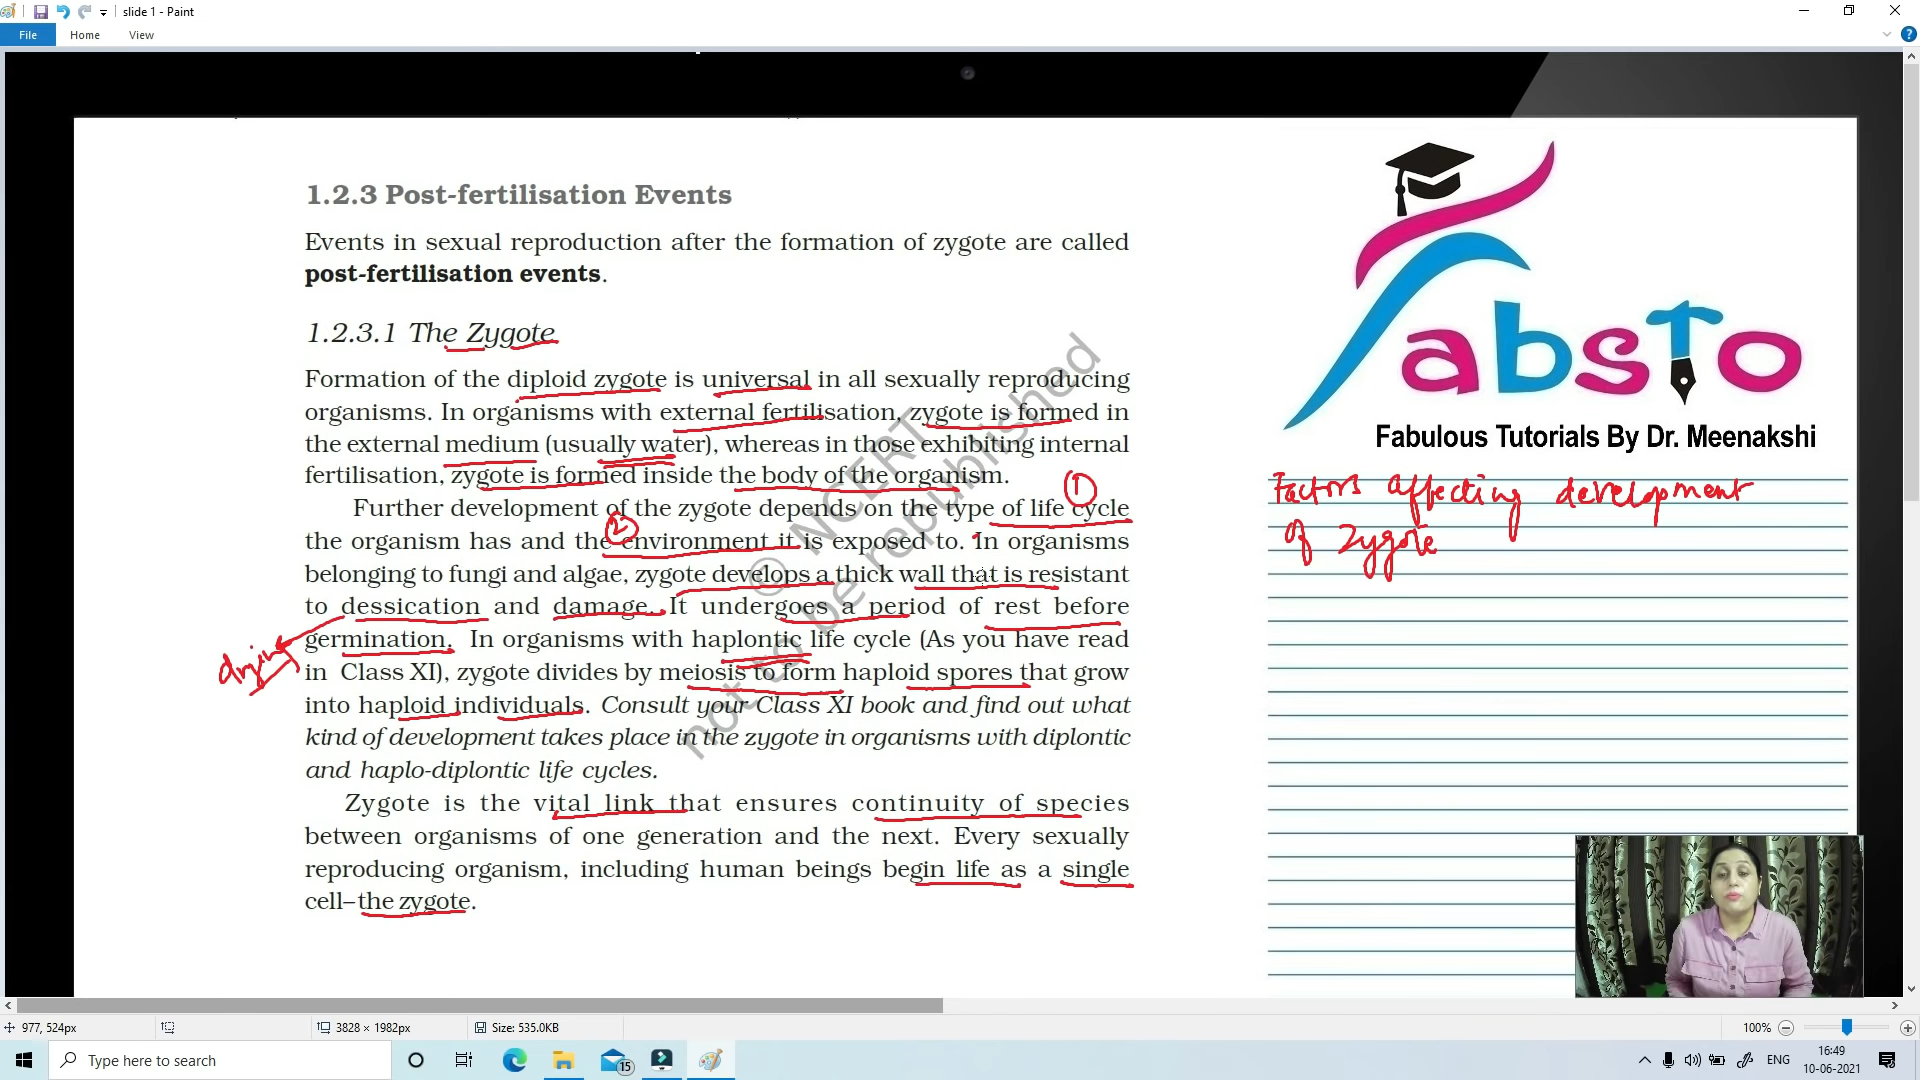 slide 1 - Paint
File Home View
1.2.3 Post-fertilisation Events
Events in sexual reproduction after the formation of zygote are called
post-fertilisation events.
1.2.3.1 The Zygote
Formation of the diploid zygote is universal in all sexually reproducing
organisms. In organisms with external fertilisation, zygote is formed in
the external medium (usually water), whereas in those exhibiting internal
fertilisation, zygote is formed inside the body of the organism.
1
Further development of the zygote depends on the type of life cycle
2
the organism has and the environment it is exposed to. In organisms
belonging to fungi and algae, zygote develops a thick wall that is resistant
to dessication and damage. It undergoes a period of rest before
germination. In organisms with haplontic life cycle (As you have read
drying
in Class XI), zygote divides by meiosis to form haploid spores that grow
into haploid individuals. Consult your Class XI book and find out what
kind of development takes place in the zygote in organisms with diplontic
and haplo-diplontic life cycles.
Zygote is the vital link that ensures continuity of species
between organisms of one generation and the next. Every sexually
reproducing organism, including human beings begin life as a single
cell–the zygote.
© NCERT
not to be republished
absto
Fabulous Tutorials By Dr. Meenakshi
Factors affecting development
of Zygote
977, 524px 3828 × 1982px Size: 535.0KB 100%
Type here to search 15 ENG 16:49
10-06-2021